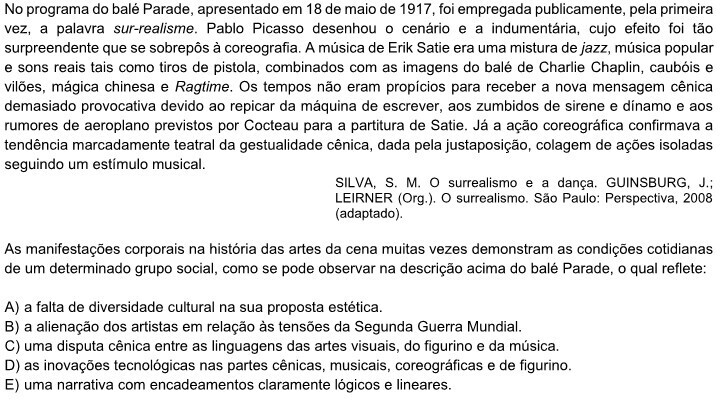 No programa do balé Parade, apresentado em 18 de maio de 1917, foi empregada publicamente, pela primeira
vez, a palavra sur-realisme. Pablo Picasso desenhou o cenário e a indumentária, cujo efeito foi tão
surpreendente que se sobrepôs à coreografia. A música de Erik Satie era uma mistura de jazz, música popular
e sons reais tais como tiros de pistola, combinados com as imagens do balé de Charlie Chaplin, caubóis e
vilões, mágica chinesa e Ragtime. Os tempos não eram propícios para receber a nova mensagem cênica
demasiado provocativa devido ao repicar da máquina de escrever, aos zumbidos de sirene e dínamo e aos
rumores de aeroplano previstos por Cocteau para a partitura de Satie. Já a ação coreográfica confirmava a
tendência marcadamente teatral da gestualidade cênica, dada pela justaposição, colagem de ações isoladas
seguindo um estímulo musical.
SILVA, S. M. O surrealismo e a dança. GUINSBURG, J.;
LEIRNER (Org.). O surrealismo. São Paulo: Perspectiva, 2008
(adaptado).
As manifestações corporais na história das artes da cena muitas vezes demonstram as condições cotidianas
de um determinado grupo social, como se pode observar na descrição acima do balé Parade, o qual reflete:
A) a falta de diversidade cultural na sua proposta estética.
B) a alienação dos artistas em relação às tensões da Segunda Guerra Mundial.
C) uma disputa cênica entre as linguagens das artes visuais, do figurino e da música.
D) as inovações tecnológicas nas partes cênicas, musicais, coreográficas e de figurino.
E) uma narrativa com encadeamentos claramente lógicos e lineares.